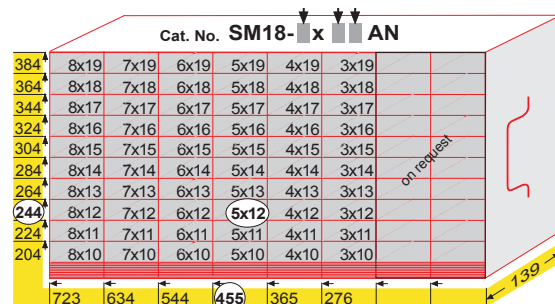 Cat. No. SM18- x AN
384 8x19 7x19 6x19 5x19 4x19 3x19
364 8x18 7x18 6x18 5x18 4x18 3x18
344 8x17 7x17 6x17 5x17 4x17 3x17
324 8x16 7x16 6x16 5x16 4x16 3x16
304 8x15 7x15 6x15 5x15 4x15 3x15
284 8x14 7x14 6x14 5x14 4x14 3x14
264 8x13 7x13 6x13 5x13 4x13 3x13
244 8x12 7x12 6x12 5x12 4x12 3x12
224 8x11 7x11 6x11 5x11 4x11 3x11
204 8x10 7x10 6x10 5x10 4x10 3x10
on request
723 634 544 455 365 276
139